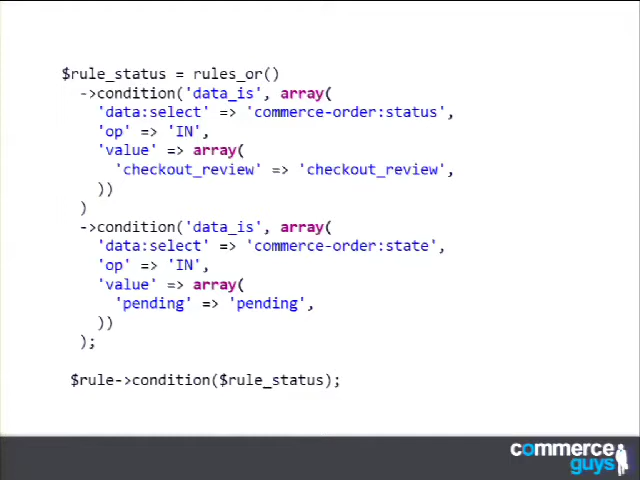 $rule_status = rules_or()
->condition('data_is', array(
'data:select' => 'commerce-order:status',
'op' => 'IN',
'value' => array(
'checkout_review' => 'checkout_review',
))
)
->condition('data_is', array(
'data:select' => 'commerce-order:state',
'op' => 'IN',
'value' => array(
'pending' => 'pending',
))
);
$rule->condition($rule_status);
commerce
guys